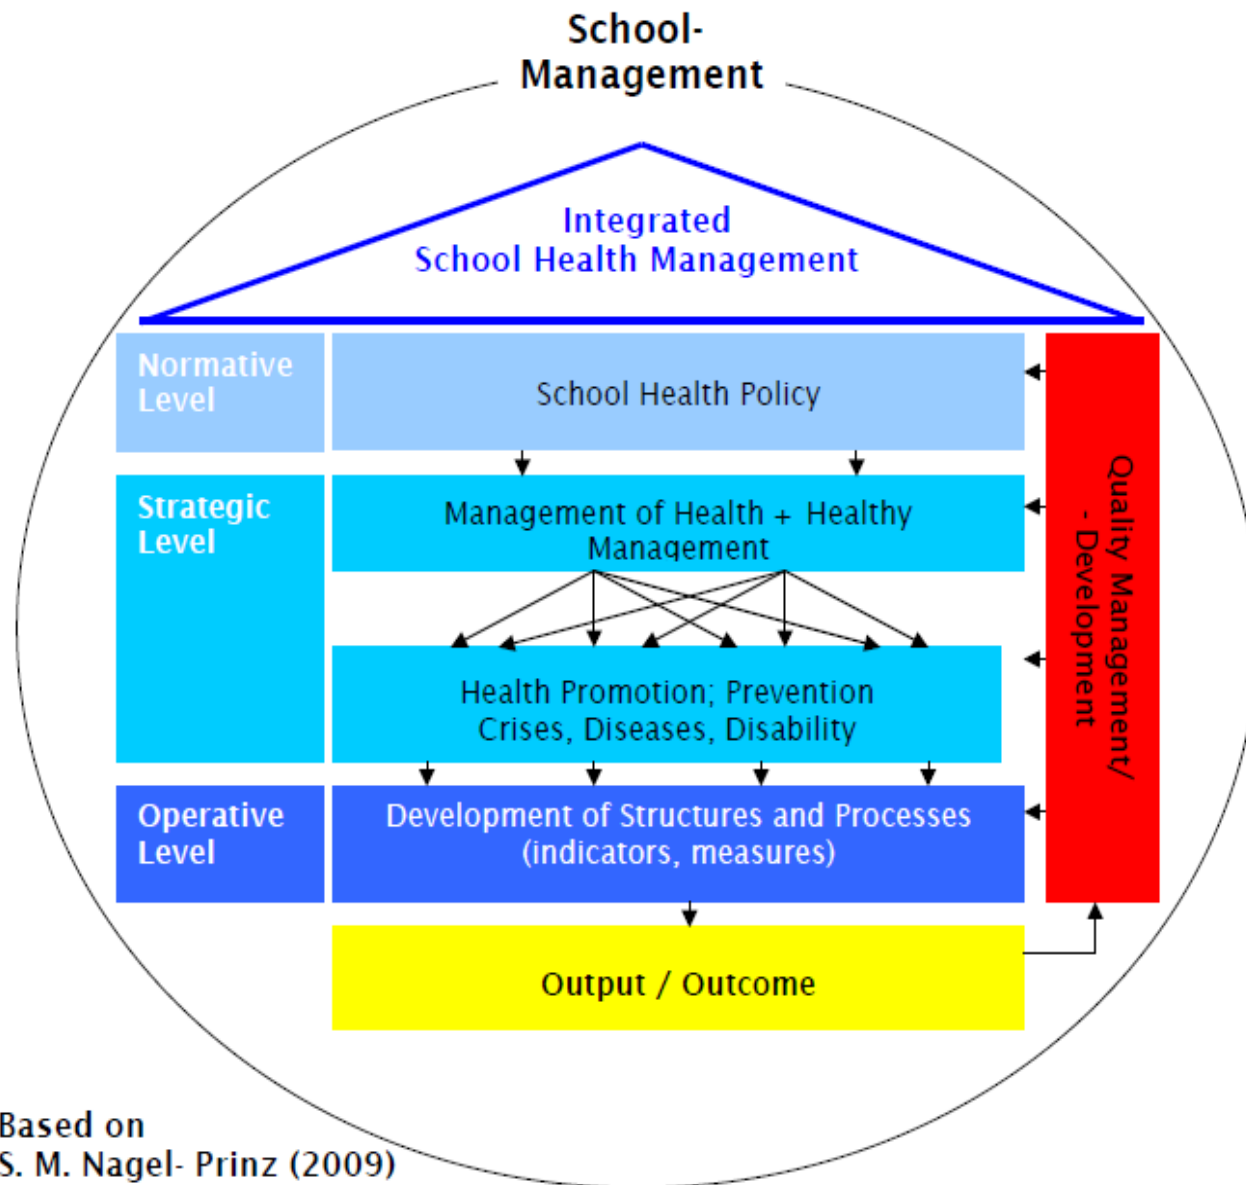 School-
Management
Integrated
School Health Management
Normative
Level
School Health Policy
Strategic
Level
Management of Health + Healthy
Management
Health Promotion; Prevention
Crises, Diseases, Disability
Operative
Level
Development of Structures and Processes
(indicators, measures)
Output / Outcome
Quality Management/
- Development
Based on
S. M. Nagel- Prinz (2009)